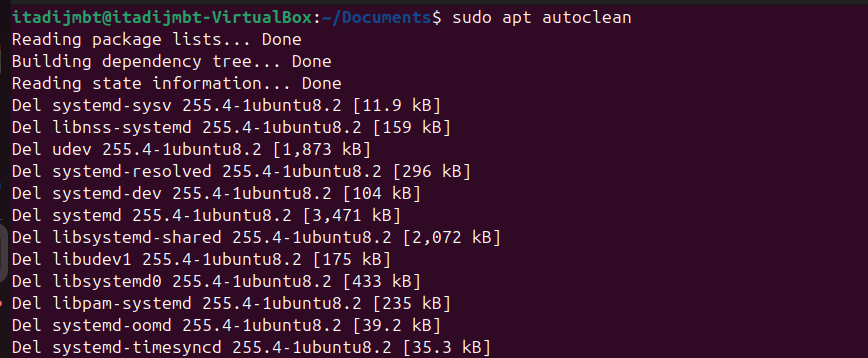 itadijmbt@itadijmbt-VirtualBox:~/Documents$ sudo apt autoclean
Reading package lists... Done
Building dependency tree... Done
Reading state information... Done
Del systemd-sysv 255.4-1ubuntu8.2 [11.9 kB]
Del libnss-systemd 255.4-1ubuntu8.2 [159 kB]
Del udev 255.4-1ubuntu8.2 [1,873 kB]
Del systemd-resolved 255.4-1ubuntu8.2 [296 kB]
Del systemd-dev 255.4-1ubuntu8.2 [104 kB]
Del systemd 255.4-1ubuntu8.2 [3,471 kB]
Del libsystemd-shared 255.4-1ubuntu8.2 [2,072 kB]
Del libudev1 255.4-1ubuntu8.2 [175 kB]
Del libsystemd0 255.4-1ubuntu8.2 [433 kB]
Del libpam-systemd 255.4-1ubuntu8.2 [235 kB]
Del systemd-oomd 255.4-1ubuntu8.2 [39.2 kB]
Del systemd-timesyncd 255.4-1ubuntu8.2 [35.3 kB]